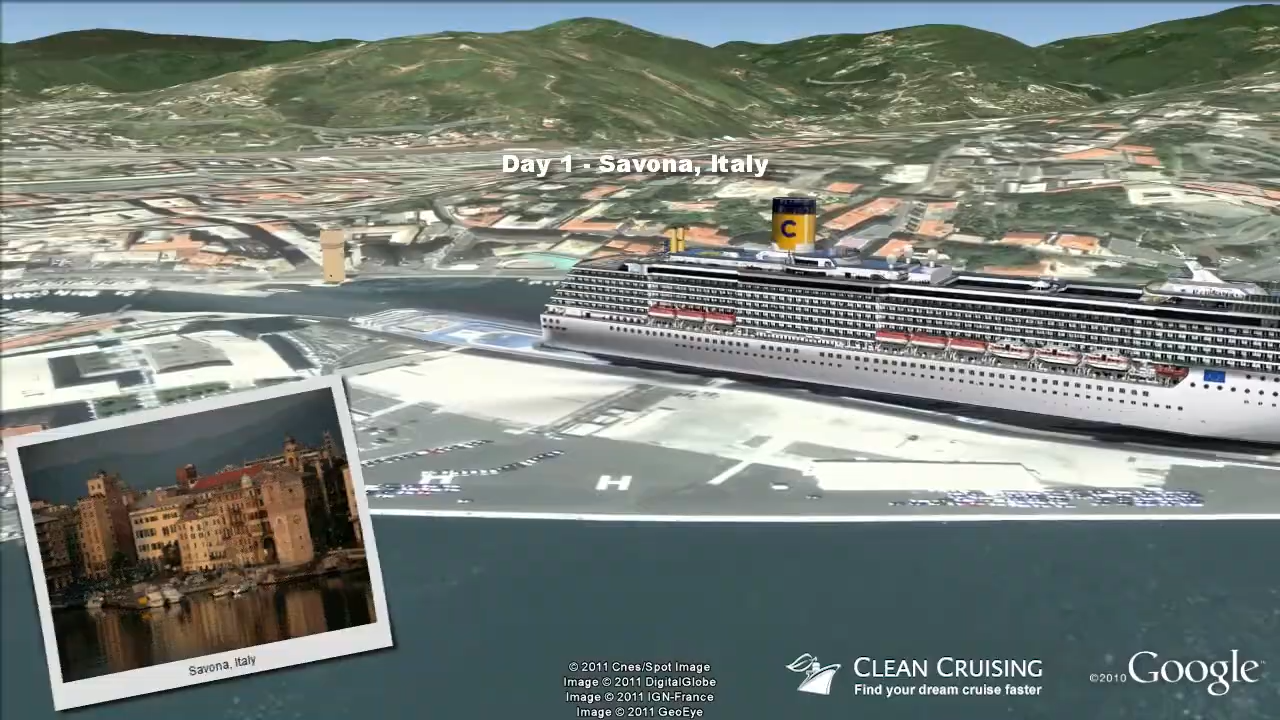 Day 1 - Savona, Italy
C
H
H
Savona, Italy
© 2011 Cnes/Spot Image
Image © 2011 DigitalGlobe
Image © 2011 IGN-France
Image © 2011 GeoEye
CLEAN CRUISING
Find your dream cruise faster
©2010 Google